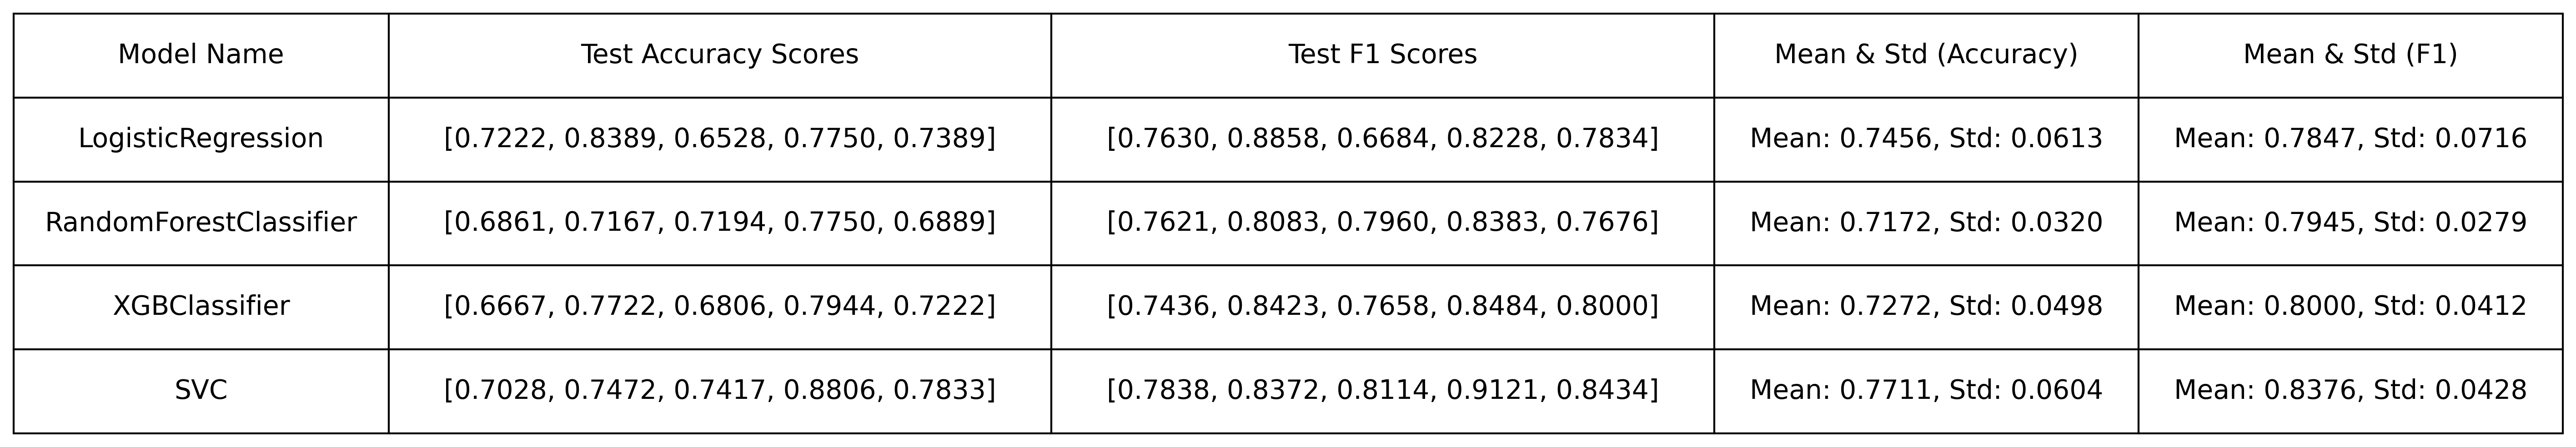 Model Name Test Accuracy Scores Test F1 Scores Mean & Std (Accuracy) Mean & Std (F1)
LogisticRegression [0.7222, 0.8389, 0.6528, 0.7750, 0.7389] [0.7630, 0.8858, 0.6684, 0.8228, 0.7834] Mean: 0.7456, Std: 0.0613 Mean: 0.7847, Std: 0.0716
RandomForestClassifier [0.6861, 0.7167, 0.7194, 0.7750, 0.6889] [0.7621, 0.8083, 0.7960, 0.8383, 0.7676] Mean: 0.7172, Std: 0.0320 Mean: 0.7945, Std: 0.0279
XGBClassifier [0.6667, 0.7722, 0.6806, 0.7944, 0.7222] [0.7436, 0.8423, 0.7658, 0.8484, 0.8000] Mean: 0.7272, Std: 0.0498 Mean: 0.8000, Std: 0.0412
SVC [0.7028, 0.7472, 0.7417, 0.8806, 0.7833] [0.7838, 0.8372, 0.8114, 0.9121, 0.8434] Mean: 0.7711, Std: 0.0604 Mean: 0.8376, Std: 0.0428